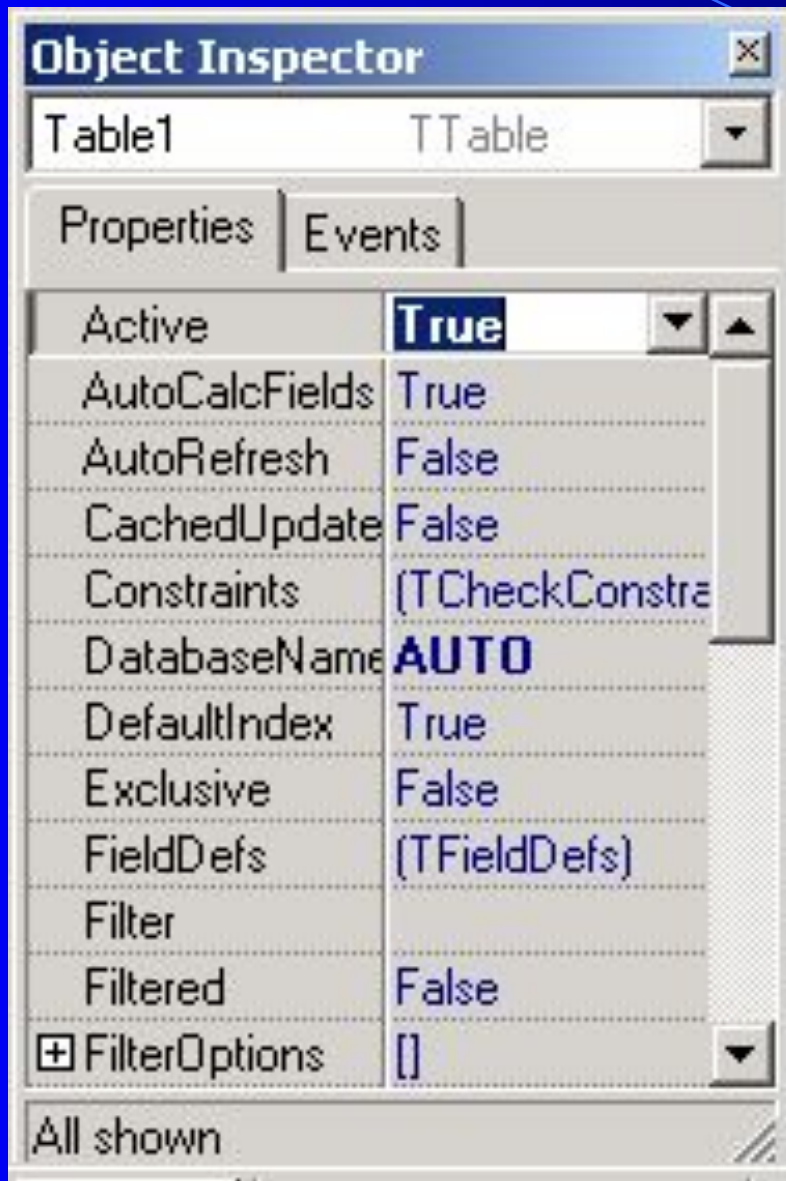 Object Inspector
Table1 TTable
Properties Events
Active True
AutoCalcFields True
AutoRefresh False
CachedUpdate False
Constraints (TCheckConstra
DatabaseName AUTO
DefaultIndex True
Exclusive False
FieldDefs (TFieldDefs)
Filter
Filtered False
FilterOptions []
All shown